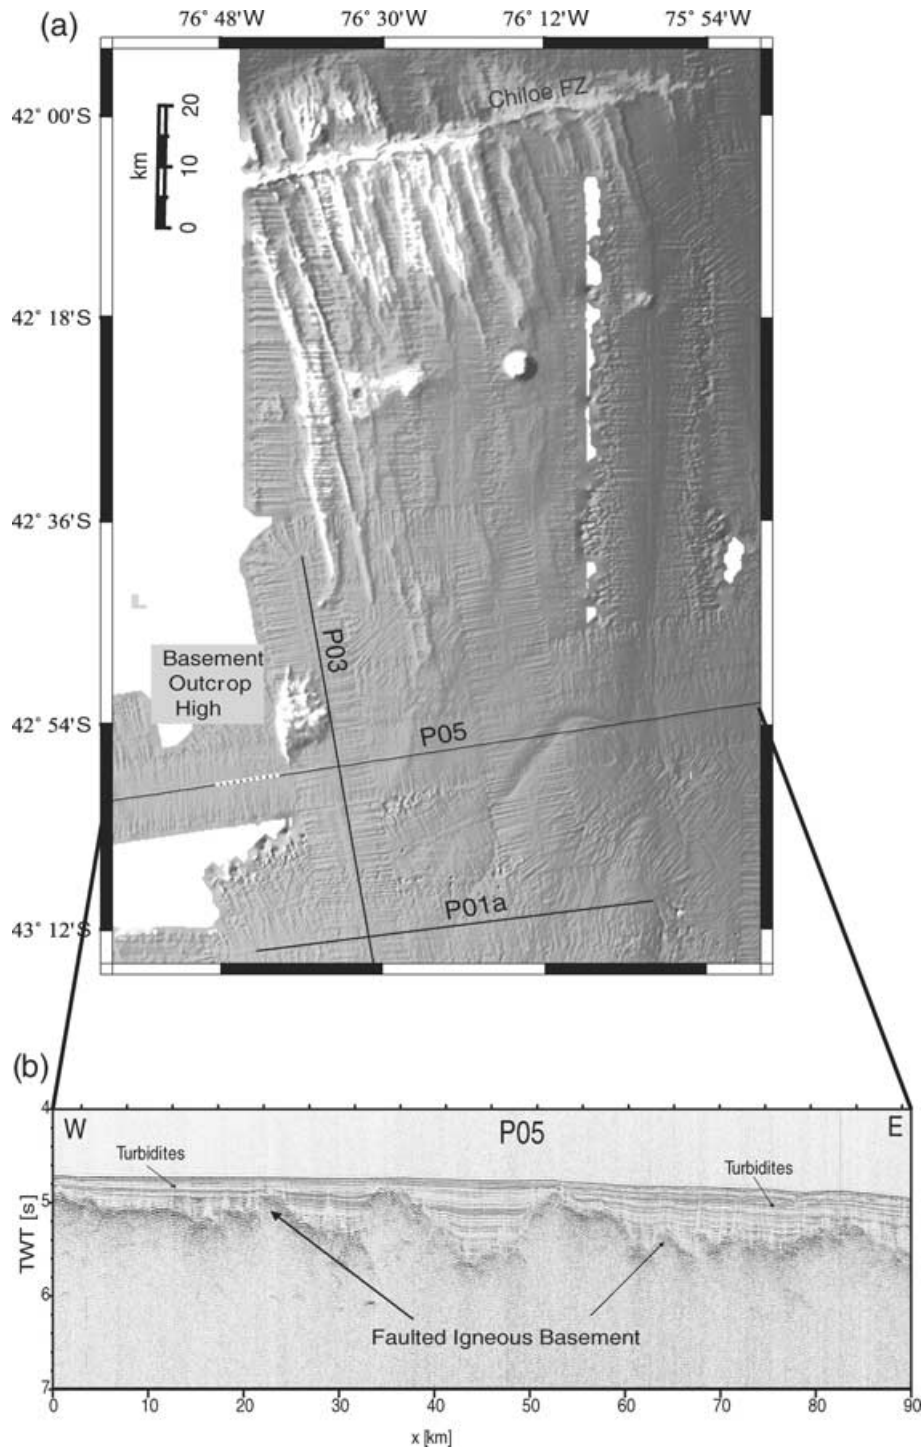 (a)
76° 48'W 76° 30'W 76° 12'W 75° 54'W
42° 00'S
42° 18'S
42° 36'S
42° 54'S
43° 12'S
20
10
0
km
Chiloe FZ
P03
Basement
Outcrop
High
P05
P01a
(b)
W P05 E
Turbidites
Turbidites
Faulted Igneous Basement
TWT [s]
4
5
6
7
0 10 20 30 40 50 60 70 80 90
x [km]